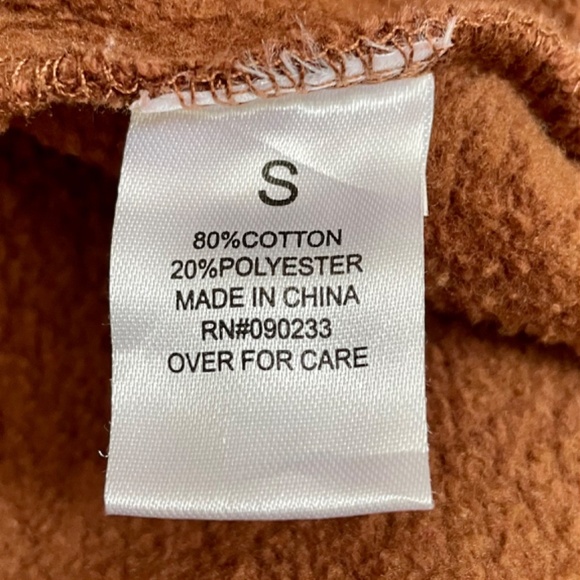 S
80%COTTON
20%POLYESTER
MADE IN CHINA
RN#090233
OVER FOR CARE